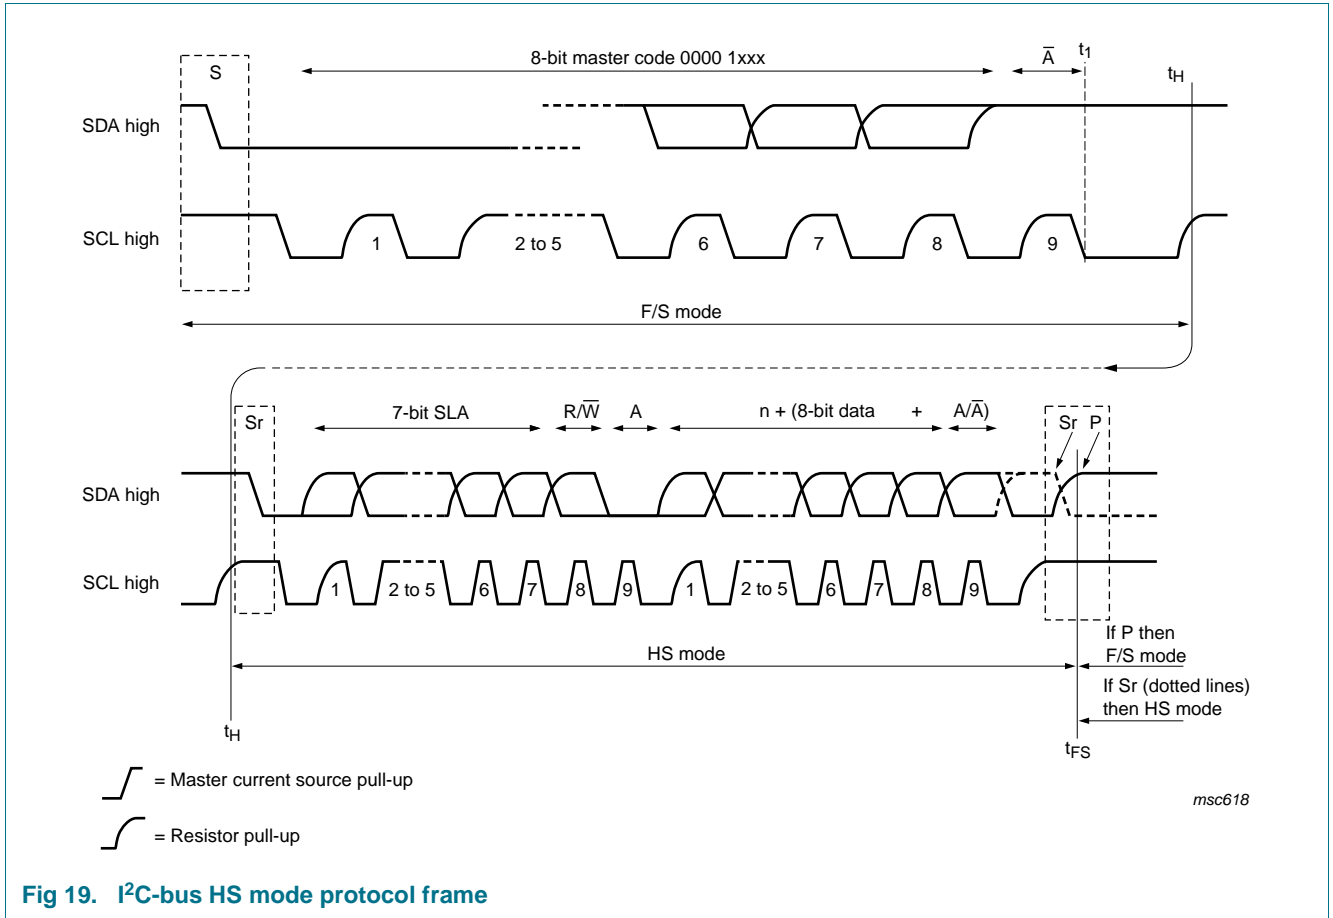 8-bit master code 0000 1xxx
A̅
t1
tH
S
SDA high
SCL high
1
2 to 5
6
7
8
9
F/S mode
7-bit SLA
R/W̅
A
n + (8-bit data + A/A̅)
Sr
Sr P
SDA high
SCL high
1
2 to 5
6
7
8
9
1
2 to 5
6
7
8
9
HS mode
If P then
F/S mode
If Sr (dotted lines)
then HS mode
tH
tFS
= Master current source pull-up
= Resistor pull-up
msc618
Fig 19. I²C-bus HS mode protocol frame